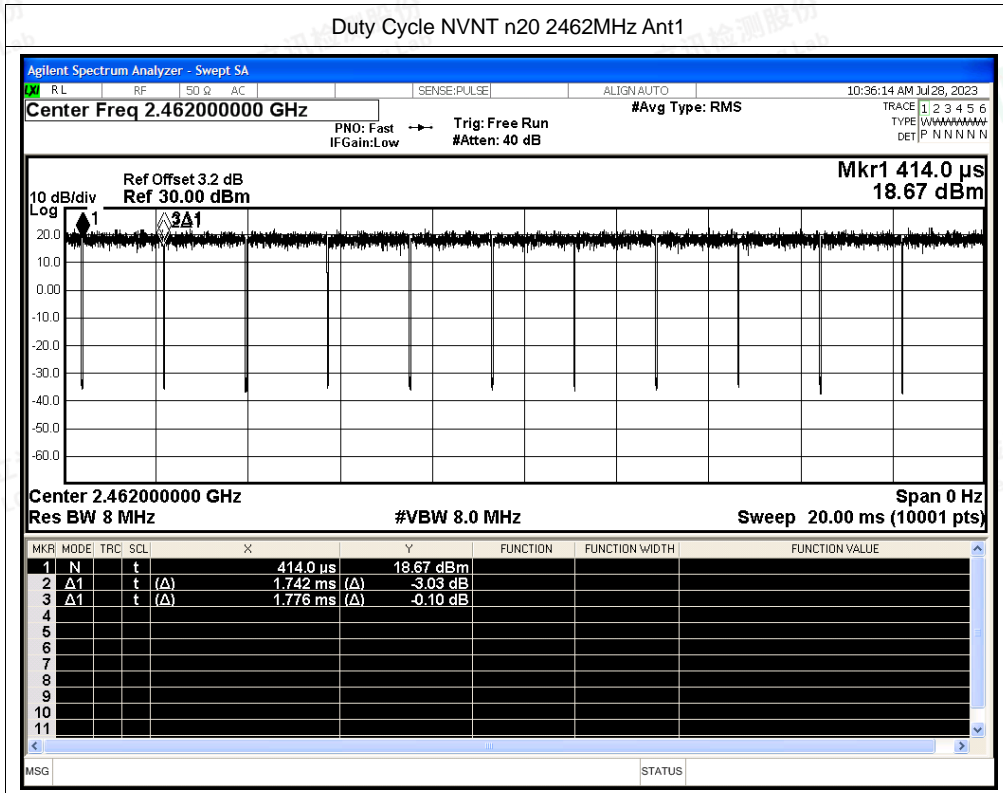 Duty Cycle NVNT n20 2462MHz Ant1
Agilent Spectrum Analyzer - Swept SA
LXI RL RF 50 Ω AC SENSE:PULSE ALIGN AUTO 10:36:14 AM Jul 28, 2023
Center Freq 2.462000000 GHz #Avg Type: RMS TRACE 1 2 3 4 5 6
PNO: Fast Trig: Free Run TYPE WWWWWW
IFGain:Low #Atten: 40 dB DET P N N N N N
Mkr1 414.0 µs
Ref Offset 3.2 dB
10 dB/div Ref 30.00 dBm 18.67 dBm
Log
1 3Δ1
20.0
10.0
0.00
-10.0
-20.0
-30.0
-40.0
-50.0
-60.0
Center 2.462000000 GHz Span 0 Hz
Res BW 8 MHz #VBW 8.0 MHz Sweep 20.00 ms (10001 pts)
MKR MODE TRC SCL X Y FUNCTION FUNCTION WIDTH FUNCTION VALUE
1 N t 414.0 µs 18.67 dBm
2 Δ1 t (Δ) 1.742 ms (Δ) -3.03 dB
3 Δ1 t (Δ) 1.776 ms (Δ) -0.10 dB
4
5
6
7
8
9
10
11
MSG STATUS